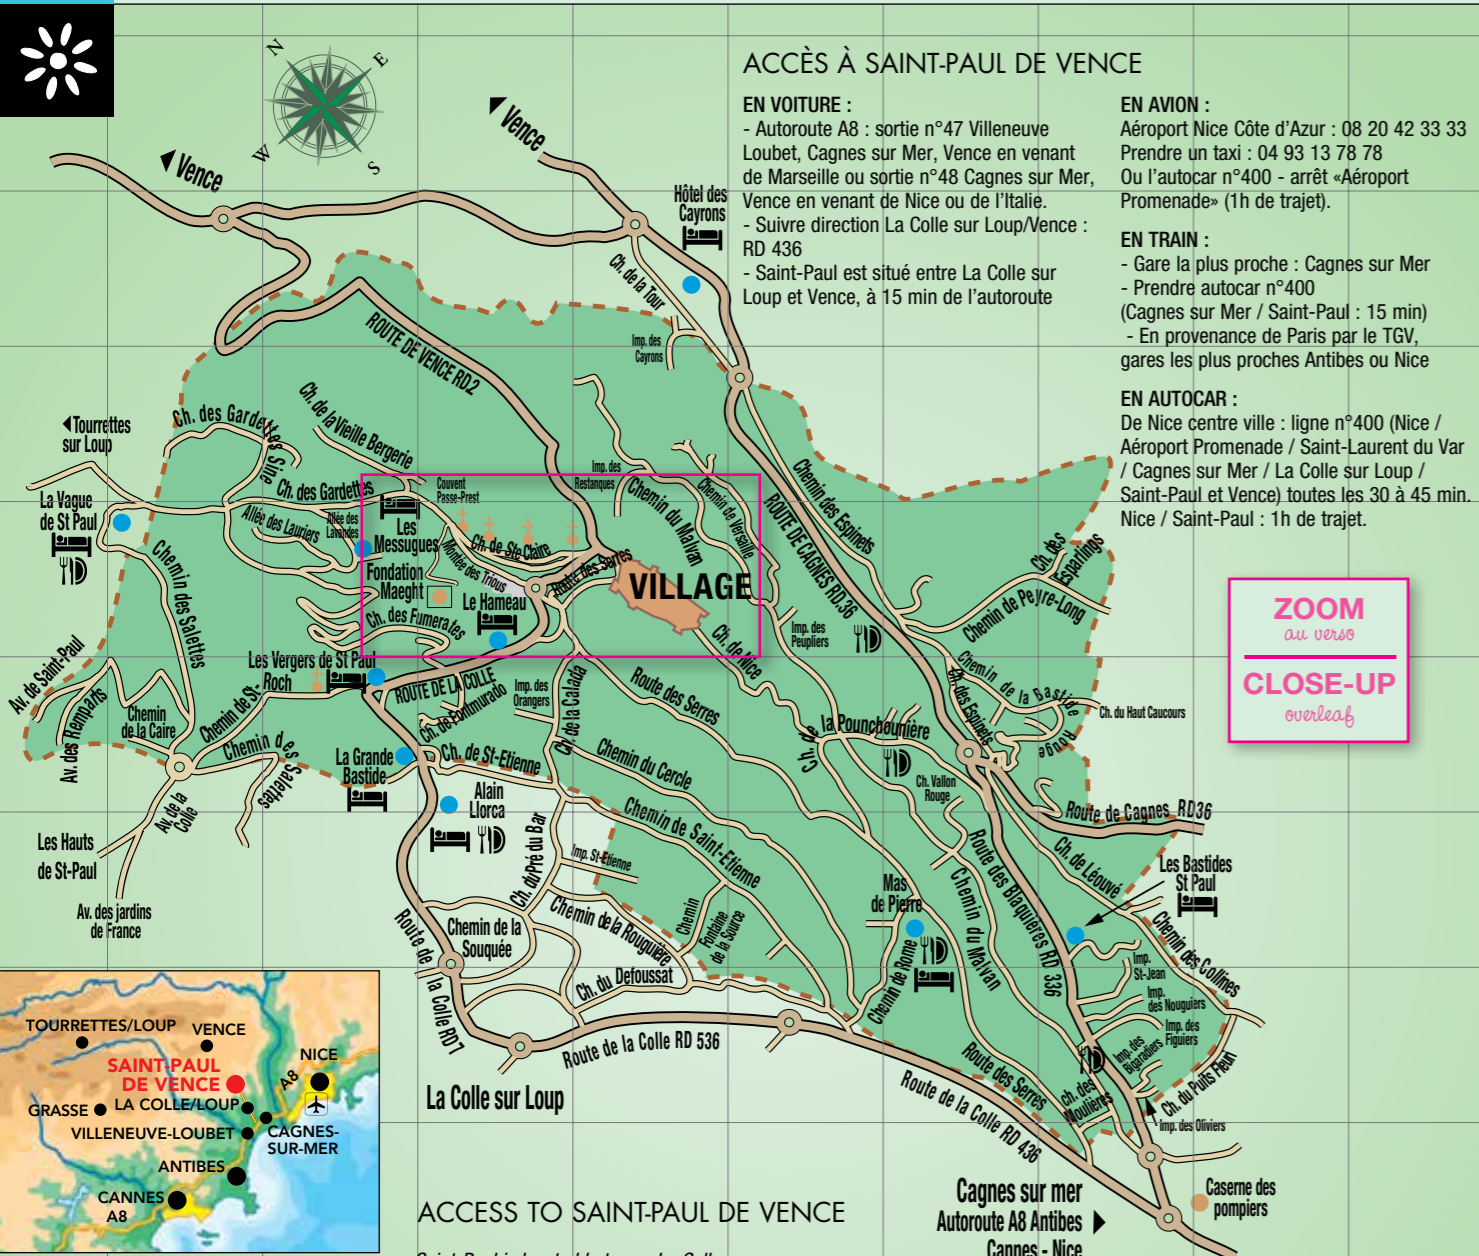 N
E
W
S
ACCÈS À SAINT-PAUL DE VENCE
EN VOITURE :
- Autoroute A8 : sortie n°47 Villeneuve
Loubet, Cagnes sur Mer, Vence en venant
de Marseille ou sortie n°48 Cagnes sur Mer,
Vence en venant de Nice ou de l'Italie.
- Suivre direction La Colle sur Loup/Vence :
RD 436
- Saint-Paul est situé entre La Colle sur
Loup et Vence, à 15 min de l'autoroute
EN AVION :
Aéroport Nice Côte d'Azur : 08 20 42 33 33
Prendre un taxi : 04 93 13 78 78
Ou l'autocar n°400 - arrêt «Aéroport
Promenade» (1h de trajet).
EN TRAIN :
- Gare la plus proche : Cagnes sur Mer
- Prendre autocar n°400
(Cagnes sur Mer / Saint-Paul : 15 min)
- En provenance de Paris par le TGV,
gares les plus proches Antibes ou Nice
EN AUTOCAR :
De Nice centre ville : ligne n°400 (Nice /
Aéroport Promenade / Saint-Laurent du Var
/ Cagnes sur Mer / La Colle sur Loup /
Saint-Paul et Vence) toutes les 30 à 45 min.
Nice / Saint-Paul : 1h de trajet.
Vence
Vence
Hôtel des
Cayrons
Ch. de la Tour
Imp. des
Cayrons
ROUTE DE VENCE RD2
Tourrettes
sur Loup
Ch. des Gardettes Sine
Ch. de la Vieille Bergerie
Ch. des Gardettes
La Vague
de St Paul
Allée des Lauriers
Allée des
Lavandes
Couvent
Passe-Prest
Les
Messugues
Ch. de Ste Claire
Montée des Trious
Route des Serres
Imp. des
Restanques
Chemin du Malvan
Chemin de Versaille
ROUTE DE CAGNES RD.36
Chemin des Espinets
Fondation
Maeght
Le Hameau
VILLAGE
Ch. des Fumerates
Chemin des Salettes
Ch. des
Espartings
Chemin de Peyre-Long
ZOOM
au verso
CLOSE-UP
overleaf
Imp. des
Peupliers
Ch. de Nice
Av. de Saint-Paul
Av. des Remparts
Les Vergers de St Paul
Chemin de St.
Roch
ROUTE DE LA COLLE
Ch. de Fontmurado
Imp. des
Orangers
Ch. de la Calada
Route des Serres
Chemin
de la Caire
Chemin des
Salettes
Chemin de la Bastide
Rouge
Ch. des Espinets
Ch. du Haut Caucours
Ch. de la Pounchounière
La Grande
Bastide
Ch. de St-Etienne
Chemin du Cercle
Ch. Vallon
Rouge
Route de Cagnes RD36
Alain
Llorca
Av. de la
Colle
Les Hauts
de St-Paul
Av. des jardins
de France
Ch. du Pré du Bar
Imp. St-Etienne
Chemin de Saint-Etienne
Route des Blaquières RD 336
Ch. de Léouvé
Les Bastides
St Paul
Mas
de Pierre
Chemin du Malvan
Chemin de Rome
Chemin de la
Souquée
Chemin de la Rouguière
Chemin
Fontaine
de la Source
Ch. du Defoussat
Route de la Colle RD7
Route de la Colle RD 536
Chemin des Collines
Imp.
St-Jean
Imp.
des Nouguiers
Imp. des
Figuiers
Imp. des
Bigaradiers
Ch. du Puits Fleuri
Imp. des Oliviers
Ch. des
Moulières
Route des Serres
Route de la Colle RD 436
La Colle sur Loup
Cagnes sur mer
Autoroute A8 Antibes
Cannes - Nice
Caserne des
pompiers
TOURRETTES/LOUP
VENCE
SAINT-PAUL
DE VENCE
NICE
A8
GRASSE
LA COLLE/LOUP
VILLENEUVE-LOUBET
CAGNES-
SUR-MER
ANTIBES
CANNES
A8
ACCESS TO SAINT-PAUL DE VENCE